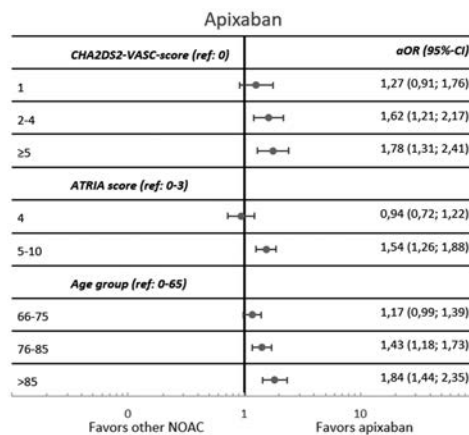 Apixaban
CHA2DS2-VASC-score (ref: 0) aOR (95%-CI)
1 1,27 (0,91; 1,76)
2-4 1,62 (1,21; 2,17)
≥5 1,78 (1,31; 2,41)
ATRIA score (ref: 0-3)
4 0,94 (0,72; 1,22)
5-10 1,54 (1,26; 1,88)
Age group (ref: 0-65)
66-75 1,17 (0,99; 1,39)
76-85 1,43 (1,18; 1,73)
>85 1,84 (1,44; 2,35)
0 1 10
Favors other NOAC Favors apixaban